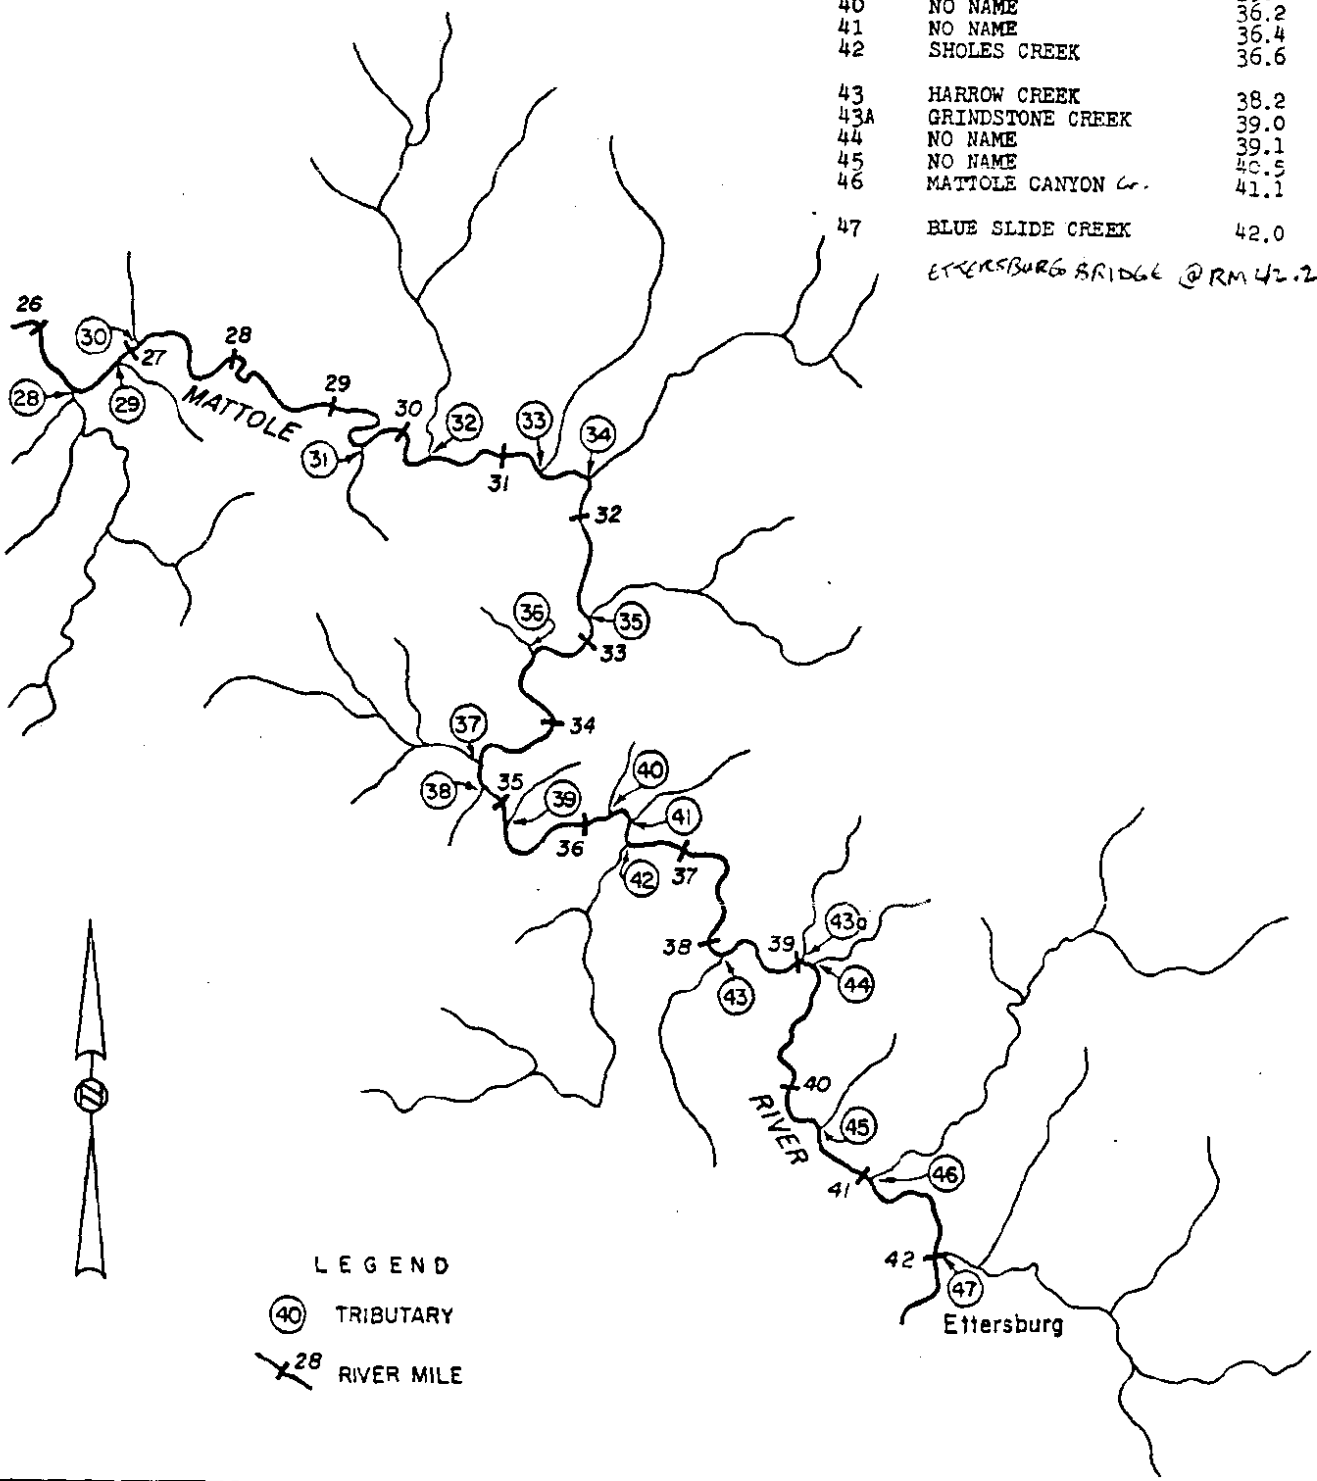 40 NO NAME 36.2
41 NO NAME 36.4
42 SHOLES CREEK 36.6
43 HARROW CREEK 38.2
43A GRINDSTONE CREEK 39.0
44 NO NAME 39.1
45 NO NAME 40.5
46 MATTOLE CANYON Cr. 41.1
47 BLUE SLIDE CREEK 42.0
ETTERSBURG BRIDGE @ RM 42.2
26
30
27
28
28
29
MATTOLE
29
30
31
32
31
33
34
32
35
33
36
34
37
38
35
39
36
40
41
42
37
38
43
39
43a
44
40
RIVER
45
41
46
42
47
Ettersburg
LEGEND
40 TRIBUTARY
28 RIVER MILE